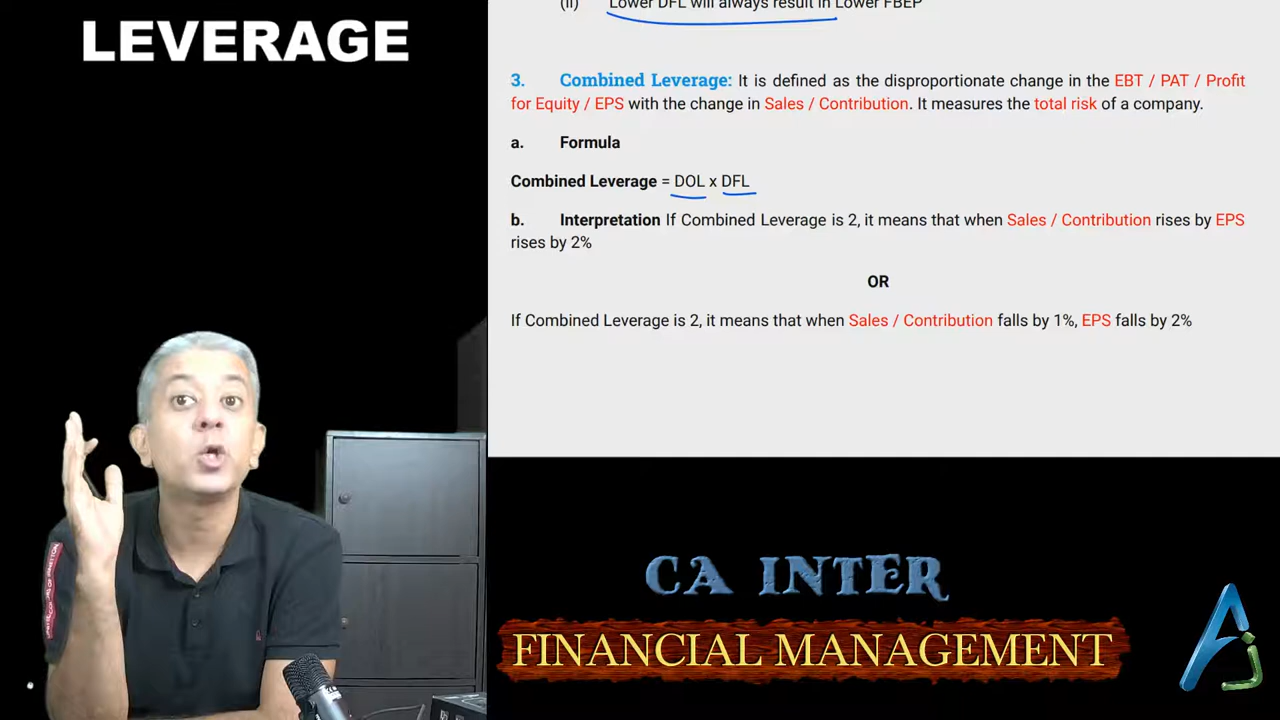 LEVERAGE
(ii) Lower DFL will always result in Lower FBEP
3. Combined Leverage: It is defined as the disproportionate change in the EBT / PAT / Profit
for Equity / EPS with the change in Sales / Contribution. It measures the total risk of a company.
a. Formula
Combined Leverage = DOL x DFL
b. Interpretation If Combined Leverage is 2, it means that when Sales / Contribution rises by EPS
rises by 2%
OR
If Combined Leverage is 2, it means that when Sales / Contribution falls by 1%, EPS falls by 2%
CA INTER
FINANCIAL MANAGEMENT